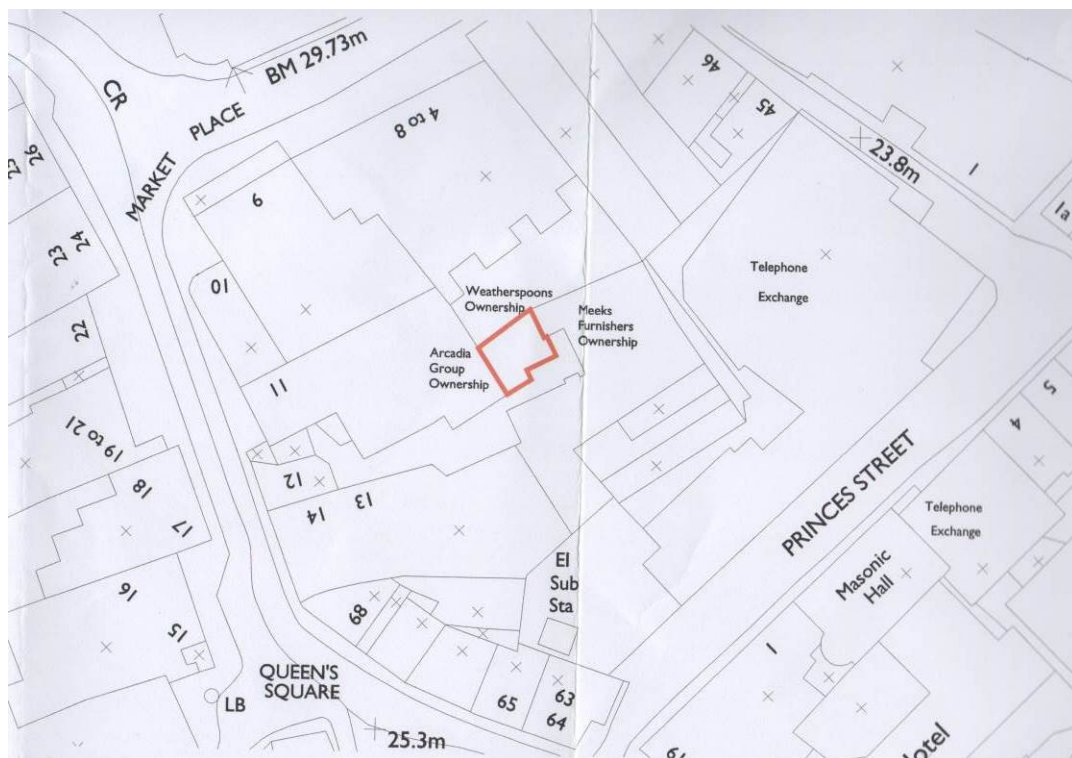 BM 29.73m
CR
MARKET PLACE
4 to 8
46
45
23.8m
1
1a
26
25
24
23
9
10
22
11
Weatherspoons
Ownership
Meeks
Furnishers
Ownership
Arcadia
Group
Ownership
Telephone
Exchange
19 to 21
18
17
12
13
14
16
15
68
El
Sub
Sta
PRINCES STREET
5
4
Telephone
Exchange
Masonic
Hall
1
QUEEN'S
SQUARE
LB
65
63
64
25.3m